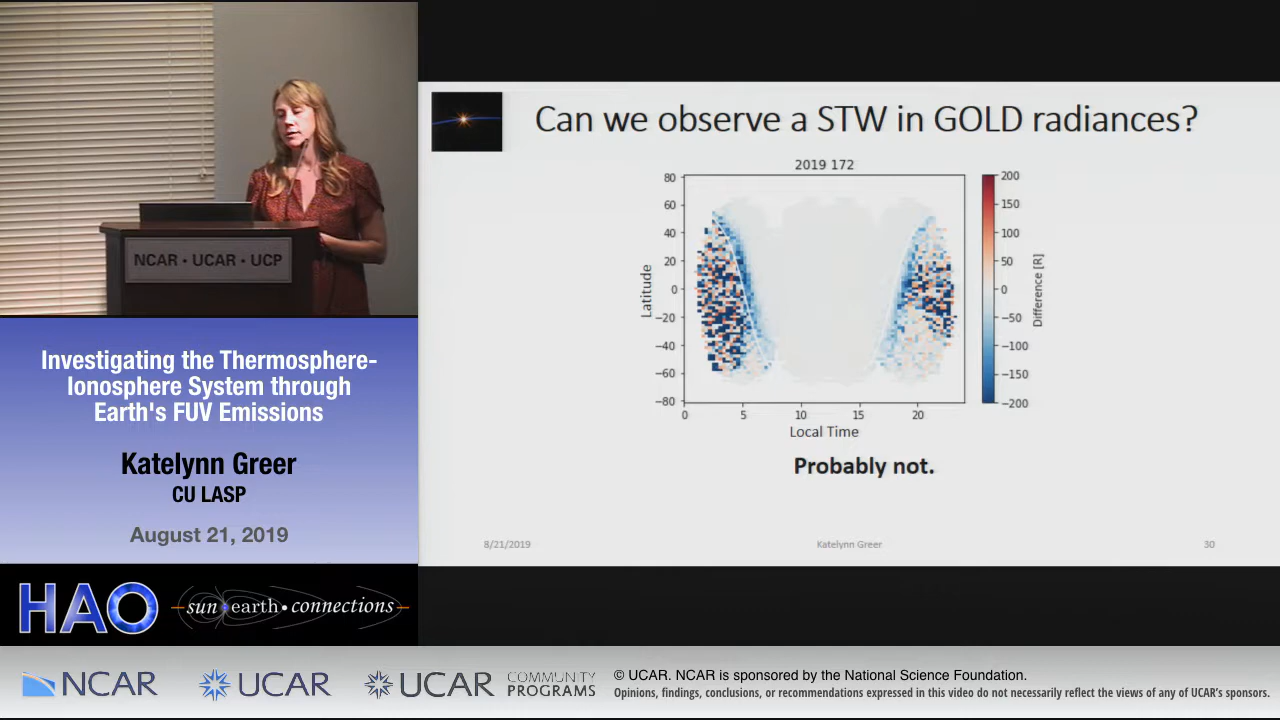 NCAR • UCAR • UCP
Investigating the Thermosphere-
Ionosphere System through
Earth's FUV Emissions
Katelynn Greer
CU LASP
August 21, 2019
HAO
sun•earth•connections
Can we observe a STW in GOLD radiances?
2019 172
80
60
40
20
0
−20
−40
−60
−80
Latitude
0
5
10
15
20
Local Time
200
150
100
50
0
−50
−100
−150
−200
Difference [R]
Probably not.
8/21/2019
Katelynn Greer
30
NCAR
UCAR
UCAR
COMMUNITY
PROGRAMS
© UCAR. NCAR is sponsored by the National Science Foundation.
Opinions, findings, conclusions, or recommendations expressed in this video do not necessarily reflect the views of any of UCAR's sponsors.